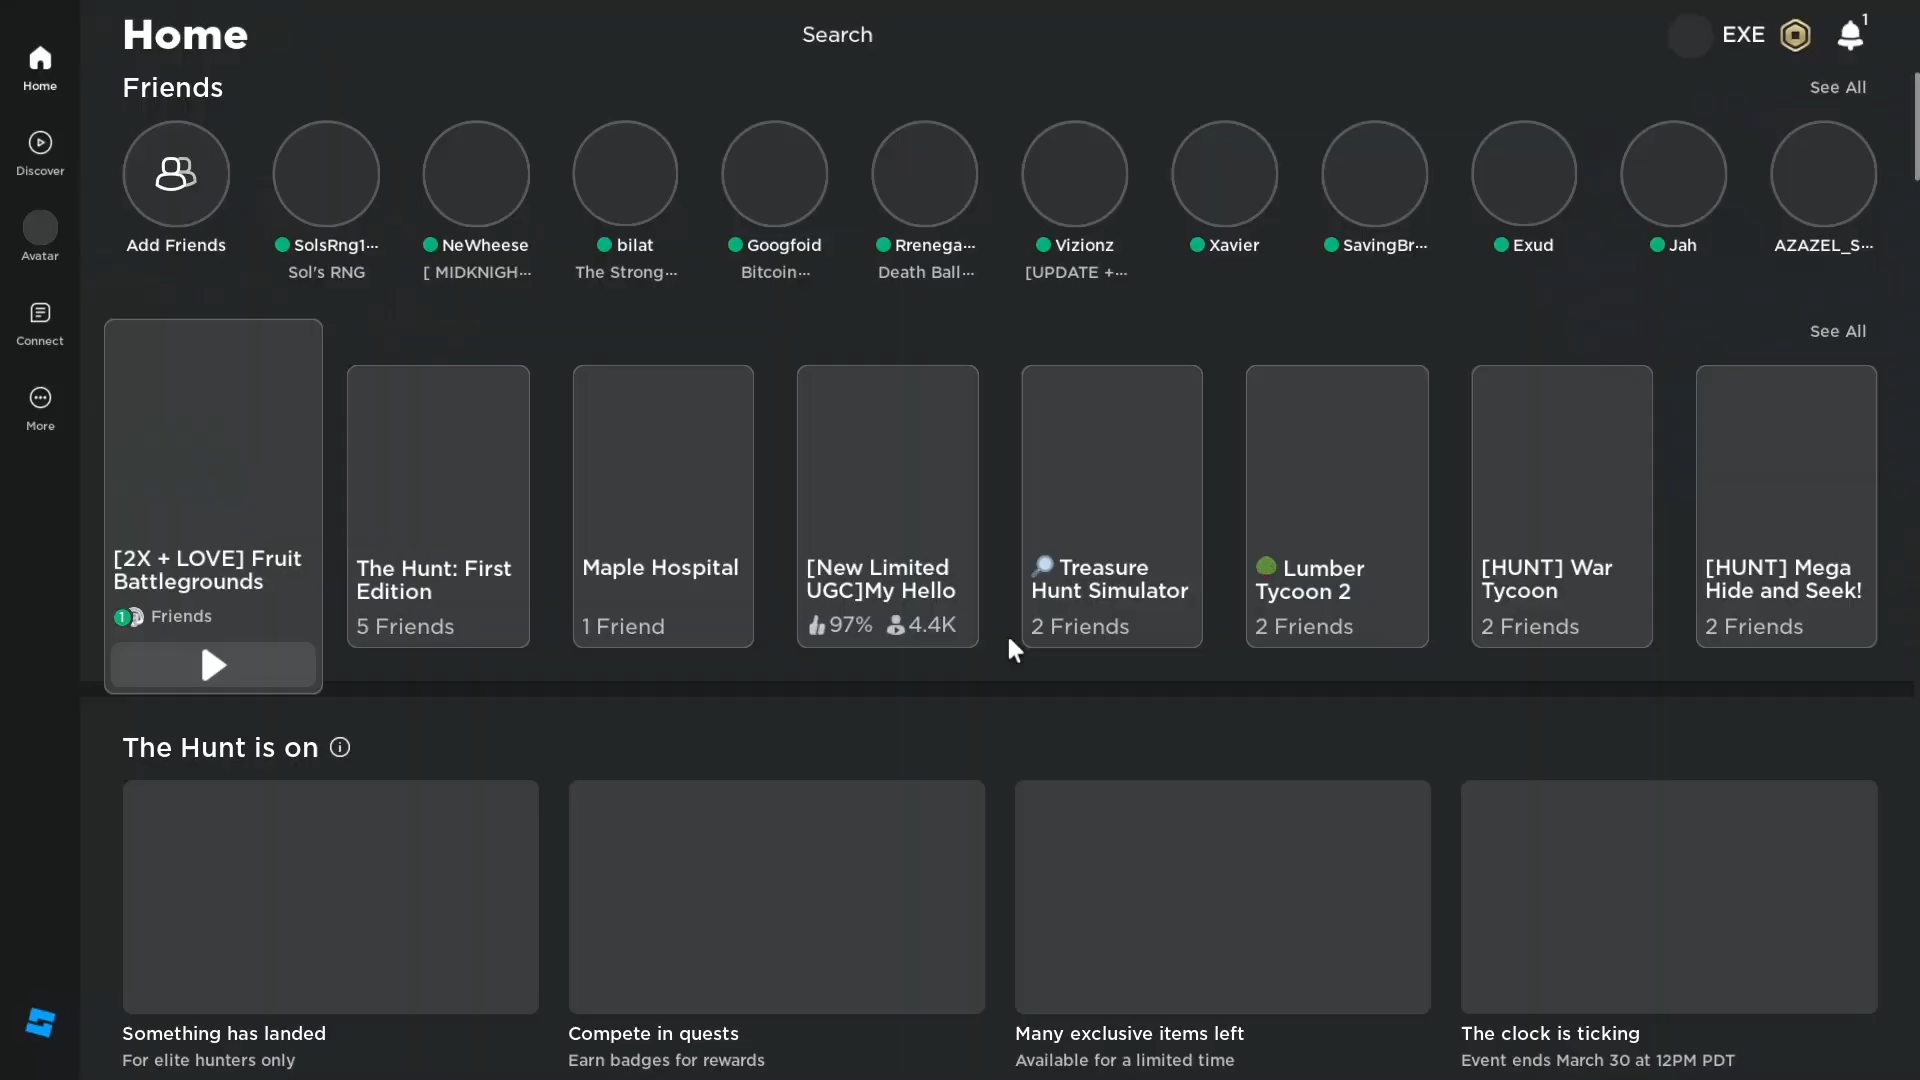 Home
Search
EXE
1
Friends
See All
Home
Discover
Avatar
Connect
More
Add Friends
SolsRng1...
NeWheese
bilat
Googfoid
Rrenega...
Vizionz
Xavier
SavingBr...
Exud
Jah
AZAZEL_S...
Sol's RNG
[ MIDKNIGH...
The Strong...
Bitcoin...
Death Ball...
[UPDATE +...
See All
[2X + LOVE] Fruit
Battlegrounds
1
Friends
The Hunt: First
Edition
5 Friends
Maple Hospital
1 Friend
[New Limited
UGC]My Hello
97% 4.4K
Treasure
Hunt Simulator
2 Friends
Lumber
Tycoon 2
2 Friends
[HUNT] War
Tycoon
2 Friends
[HUNT] Mega
Hide and Seek!
2 Friends
The Hunt is on
Something has landed
For elite hunters only
Compete in quests
Earn badges for rewards
Many exclusive items left
Available for a limited time
The clock is ticking
Event ends March 30 at 12PM PDT